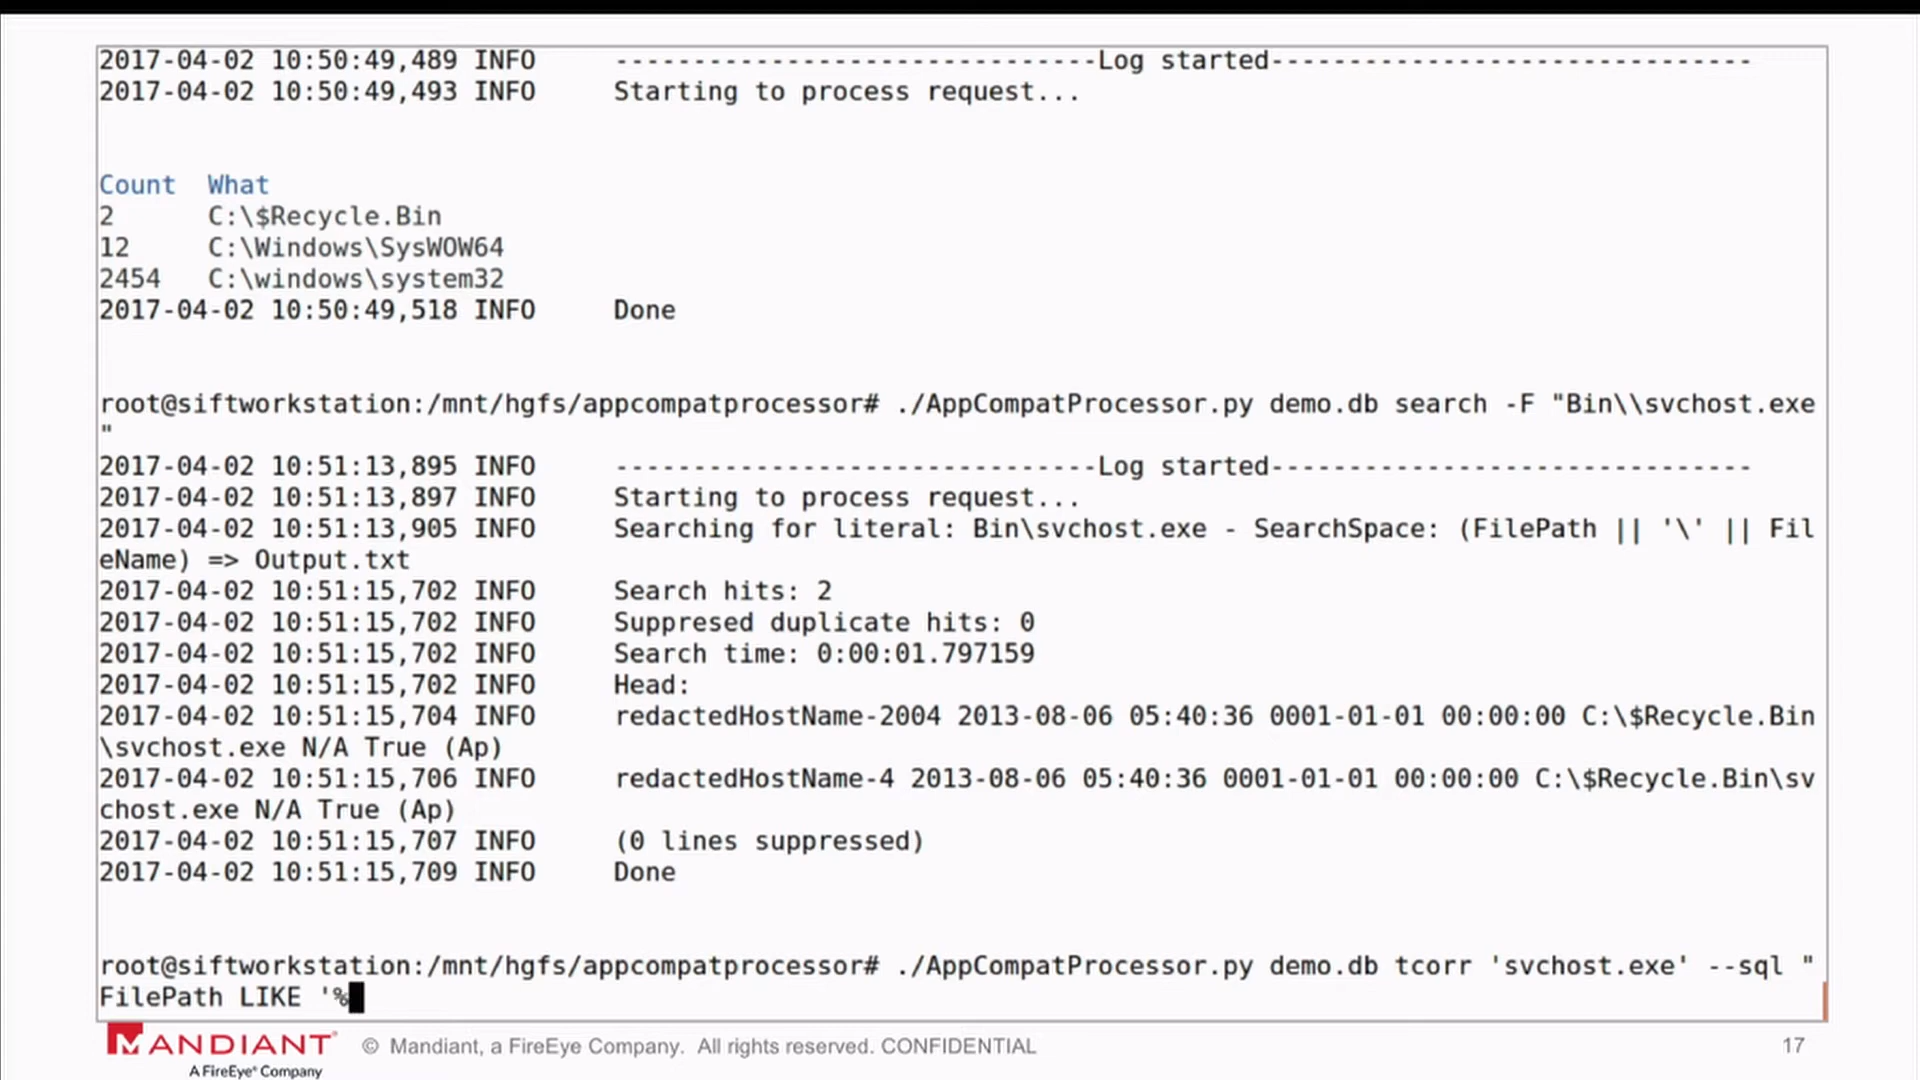 2017-04-02 10:50:49,489 INFO     -------------------------------Log started-------------------------------
2017-04-02 10:50:49,493 INFO     Starting to process request...
Count  What
2      C:\$Recycle.Bin
12     C:\Windows\SysWOW64
2454   C:\windows\system32
2017-04-02 10:50:49,518 INFO     Done
root@siftworkstation:/mnt/hgfs/appcompatprocessor# ./AppCompatProcessor.py demo.db search -F "Bin\\svchost.exe
"
2017-04-02 10:51:13,895 INFO     -------------------------------Log started-------------------------------
2017-04-02 10:51:13,897 INFO     Starting to process request...
2017-04-02 10:51:13,905 INFO     Searching for literal: Bin\svchost.exe - SearchSpace: (FilePath || '\' || Fil
eName) => Output.txt
2017-04-02 10:51:15,702 INFO     Search hits: 2
2017-04-02 10:51:15,702 INFO     Suppresed duplicate hits: 0
2017-04-02 10:51:15,702 INFO     Search time: 0:00:01.797159
2017-04-02 10:51:15,702 INFO     Head:
2017-04-02 10:51:15,704 INFO     redactedHostName-2004 2013-08-06 05:40:36 0001-01-01 00:00:00 C:\$Recycle.Bin
\svchost.exe N/A True (Ap)
2017-04-02 10:51:15,706 INFO     redactedHostName-4 2013-08-06 05:40:36 0001-01-01 00:00:00 C:\$Recycle.Bin\sv
chost.exe N/A True (Ap)
2017-04-02 10:51:15,707 INFO     (0 lines suppressed)
2017-04-02 10:51:15,709 INFO     Done
root@siftworkstation:/mnt/hgfs/appcompatprocessor# ./AppCompatProcessor.py demo.db tcorr 'svchost.exe' --sql "
FilePath LIKE '%
MANDIANT® © Mandiant, a FireEye Company. All rights reserved. CONFIDENTIAL 17
A FireEye® Company